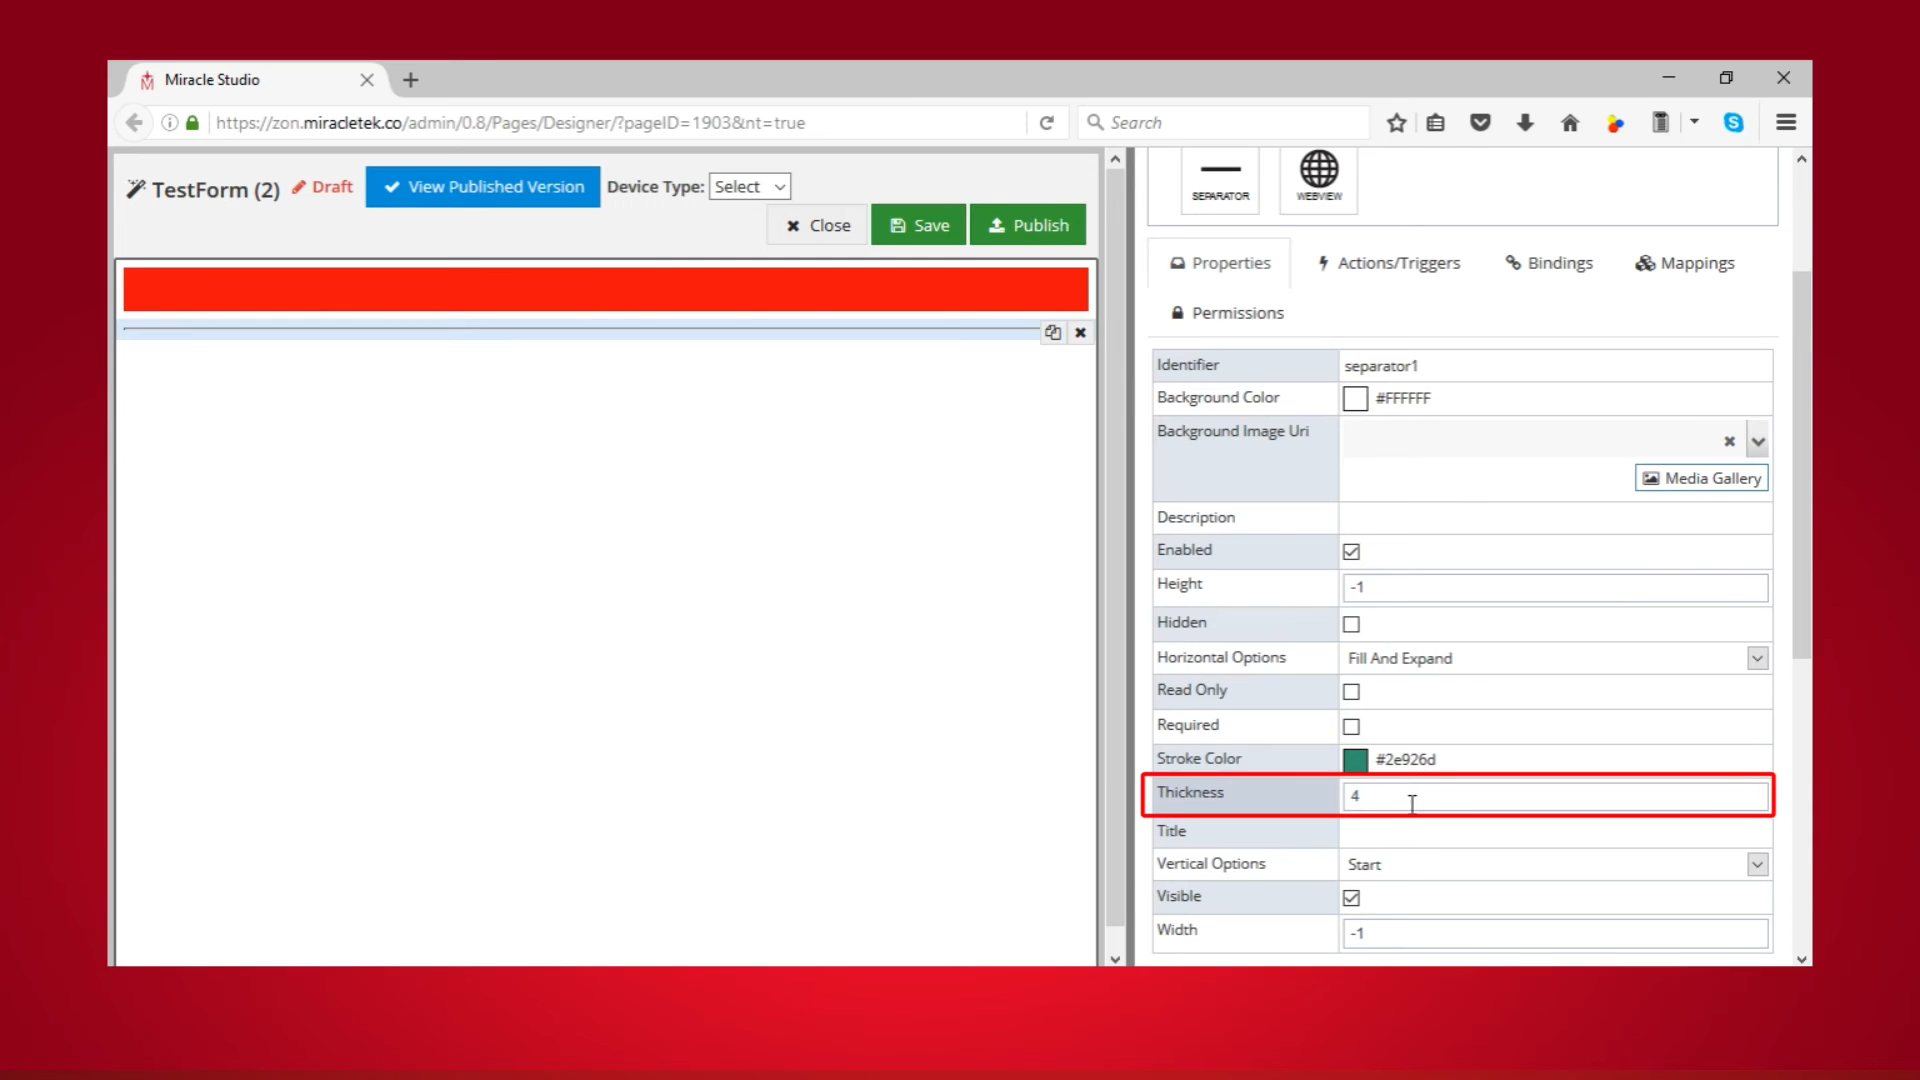 Miracle Studio
https://zon.miracletek.co/admin/0.8/Pages/Designer/?pageID=1903&nt=true
Search
TestForm (2) Draft View Published Version Device Type: Select
Close Save Publish
SEPARATOR WEBVIEW
Properties Actions/Triggers Bindings Mappings
Permissions
Identifier separator1
Background Color #FFFFFF
Background Image Uri
Media Gallery
Description
Enabled
Height -1
Hidden
Horizontal Options Fill And Expand
Read Only
Required
Stroke Color #2e926d
Thickness 4
Title
Vertical Options Start
Visible
Width -1